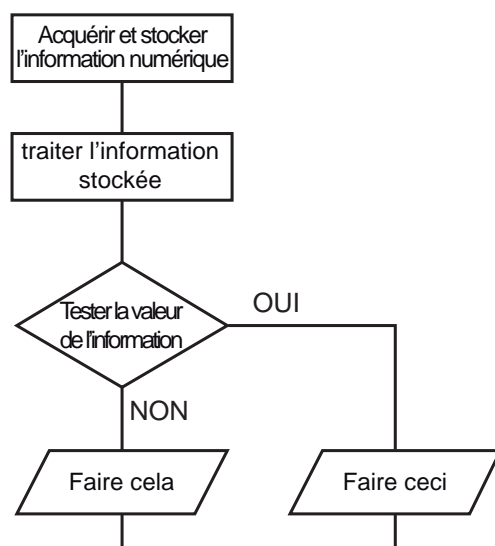 Acquérir et stocker
l'information numérique
traiter l'information
stockée
Tester la valeur
de l'information
OUI
NON
Faire cela
Faire ceci